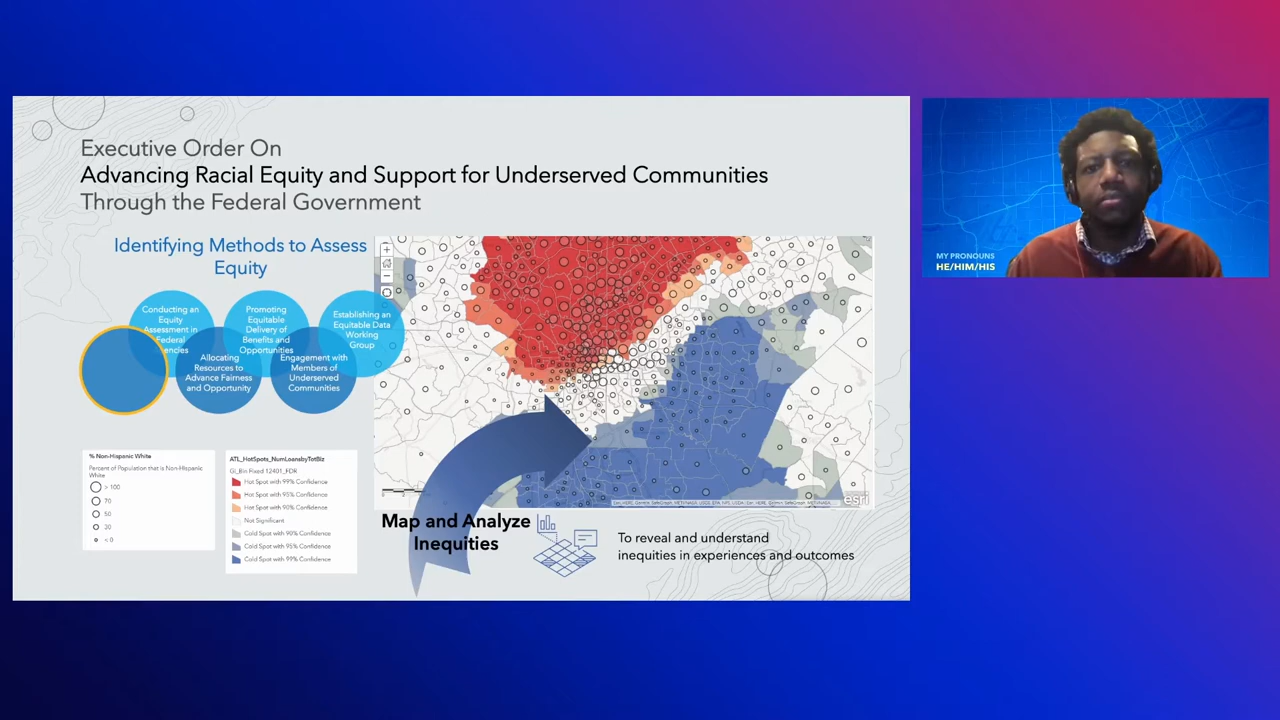 Executive Order On
Advancing Racial Equity and Support for Underserved Communities
Through the Federal Government
Identifying Methods to Assess
Equity
Conducting an
Equity
Assessment in
Federal
Promoting
Equitable
Delivery of
Benefits and
Opportunities
Establishing an
Equitable Data
Working
Group
Allocating
Resources to
Advance Fairness
and Opportunity
Engagement with
Members of
Underserved
Communities
% Non-Hispanic White
Percent of Population that is Non-Hispanic
White
> 100
70
50
30
< 0
ATL_HotSpots_NumLoansbyTotBiz
Gi_Bin Fixed 12401_FDR
Hot Spot with 99% Confidence
Hot Spot with 95% Confidence
Hot Spot with 90% Confidence
Not Significant
Cold Spot with 90% Confidence
Cold Spot with 95% Confidence
Cold Spot with 99% Confidence
esri
Map and Analyze
Inequities
To reveal and understand
inequities in experiences and outcomes
MY PRONOUNS
HE/HIM/HIS